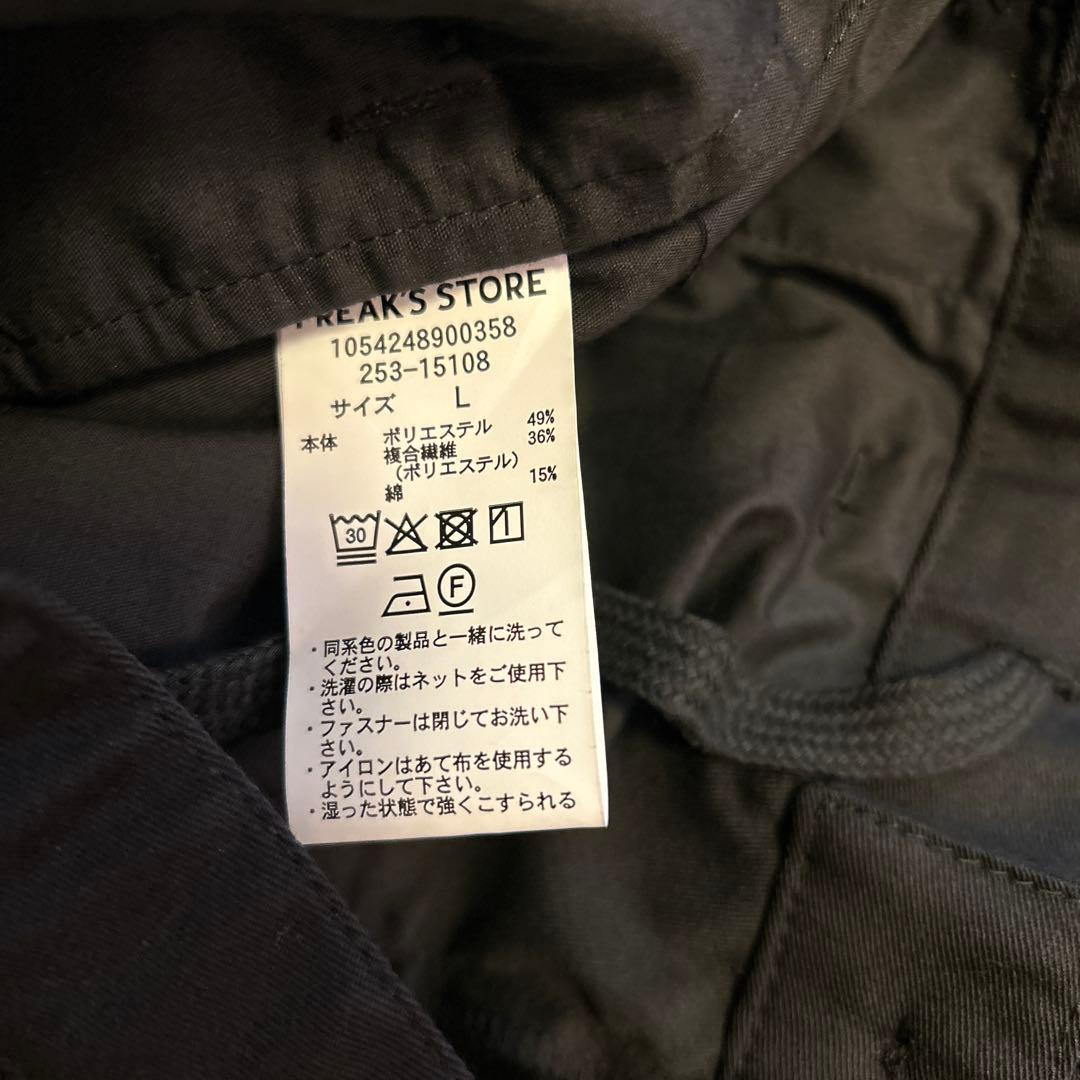 FREAK'S STORE
1054248900358
253-15108
サイズ L
本体 ポリエステル 49%
複合繊維 36%
(ポリエステル)
綿 15%
30
F
・同系色の製品と一緒に洗って
ください。
・洗濯の際はネットをご使用下
さい。
・ファスナーは閉じてお洗い下
さい。
・アイロンはあて布を使用する
ようにして下さい。
・湿った状態で強くこすられる